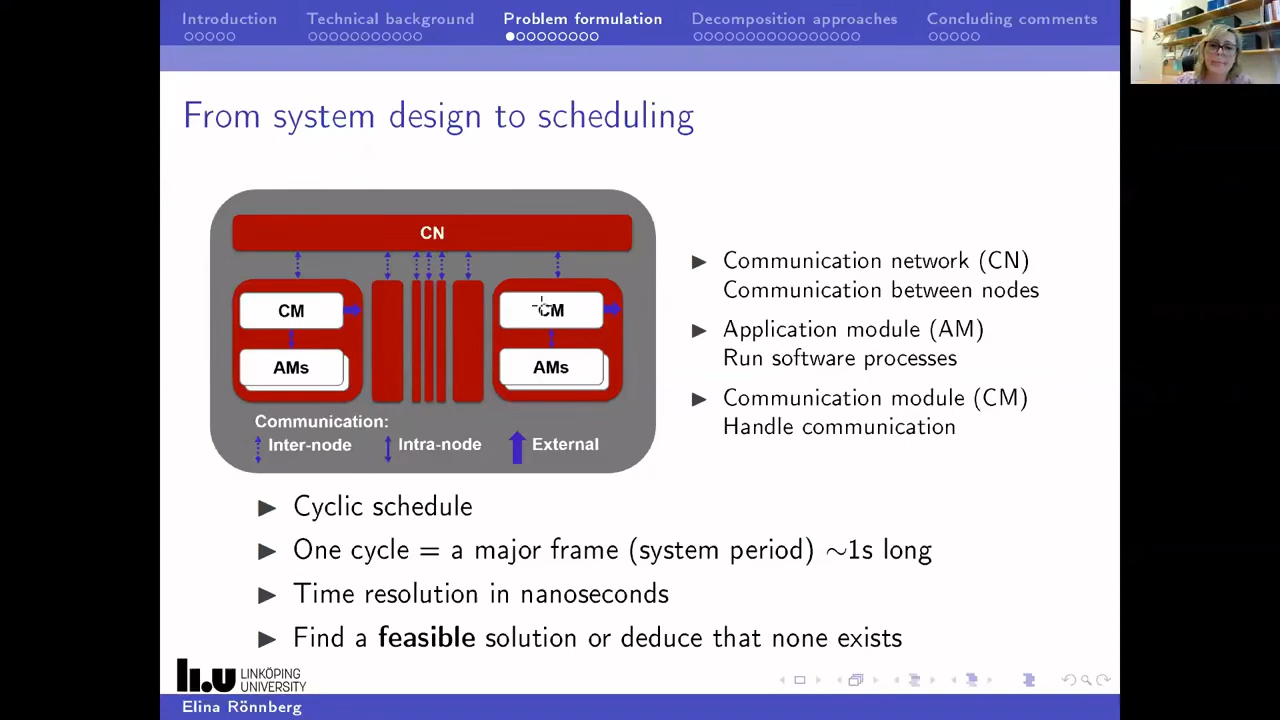 Introduction Technical background Problem formulation Decomposition approaches Concluding comments
From system design to scheduling
CN
CM
AMs
CM
AMs
Communication:
Inter-node Intra-node External
Communication network (CN)
Communication between nodes
Application module (AM)
Run software processes
Communication module (CM)
Handle communication
Cyclic schedule
One cycle = a major frame (system period) ∼1s long
Time resolution in nanoseconds
Find a feasible solution or deduce that none exists
LINKÖPING
UNIVERSITY
Elina Rönnberg